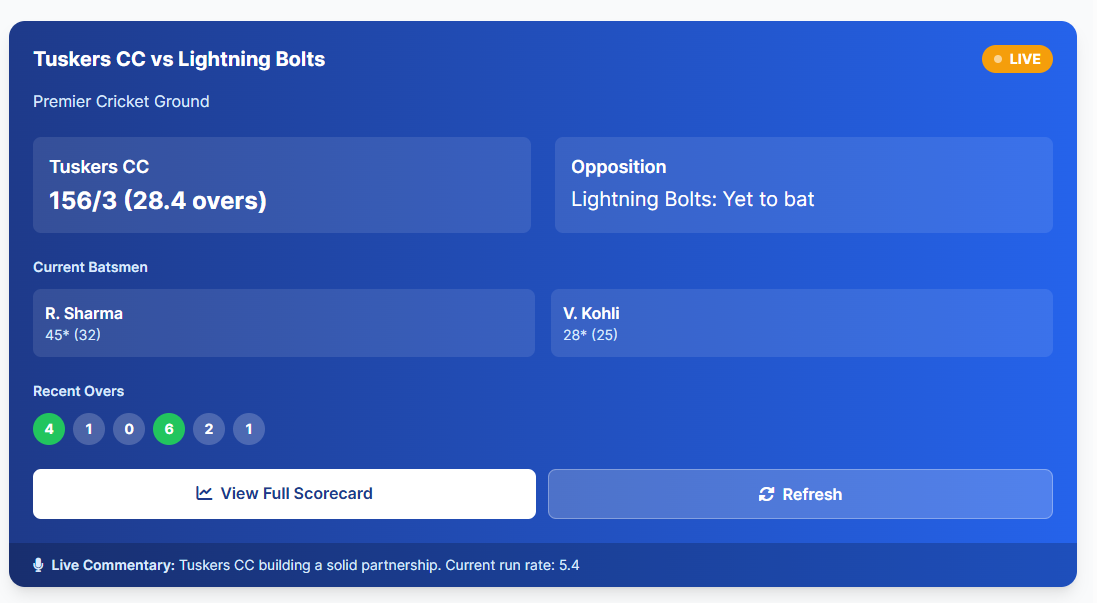 Tuskers CC vs Lightning Bolts
LIVE
Premier Cricket Ground
Tuskers CC
156/3 (28.4 overs)
Opposition
Lightning Bolts: Yet to bat
Current Batsmen
R. Sharma
45* (32)
V. Kohli
28* (25)
Recent Overs
4 1 0 6 2 1
View Full Scorecard
Refresh
Live Commentary: Tuskers CC building a solid partnership. Current run rate: 5.4